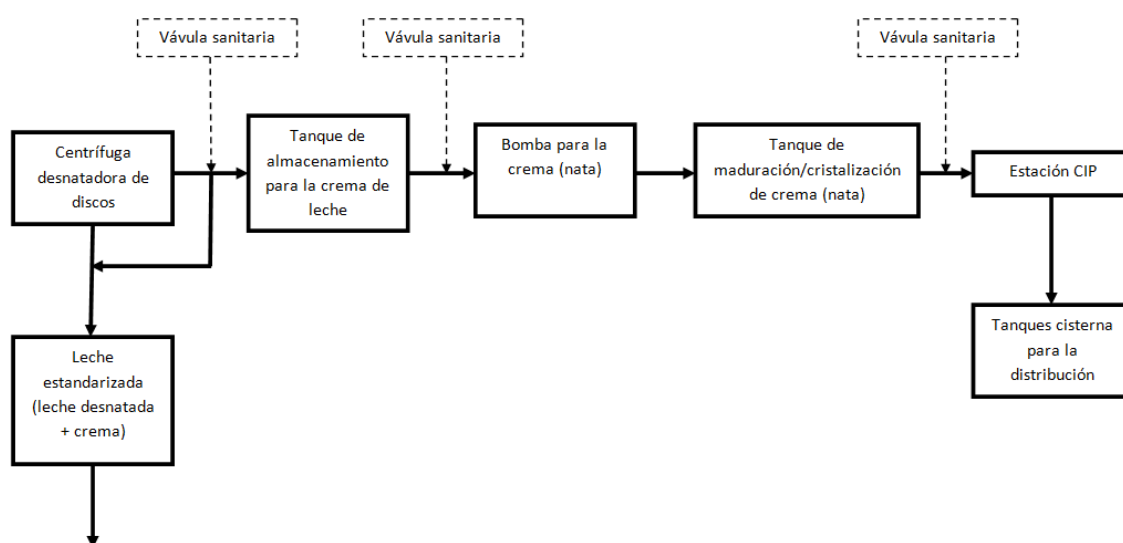 Vávula sanitaria
Vávula sanitaria
Vávula sanitaria
Centrífuga
desnatadora de
discos
Tanque de
almacenamiento
para la crema de
leche
Bomba para la
crema (nata)
Tanque de
maduración/cristalización
de crema (nata)
Estación CIP
Leche
estandarizada
(leche desnatada
+ crema)
Tanques cisterna
para la
distribución